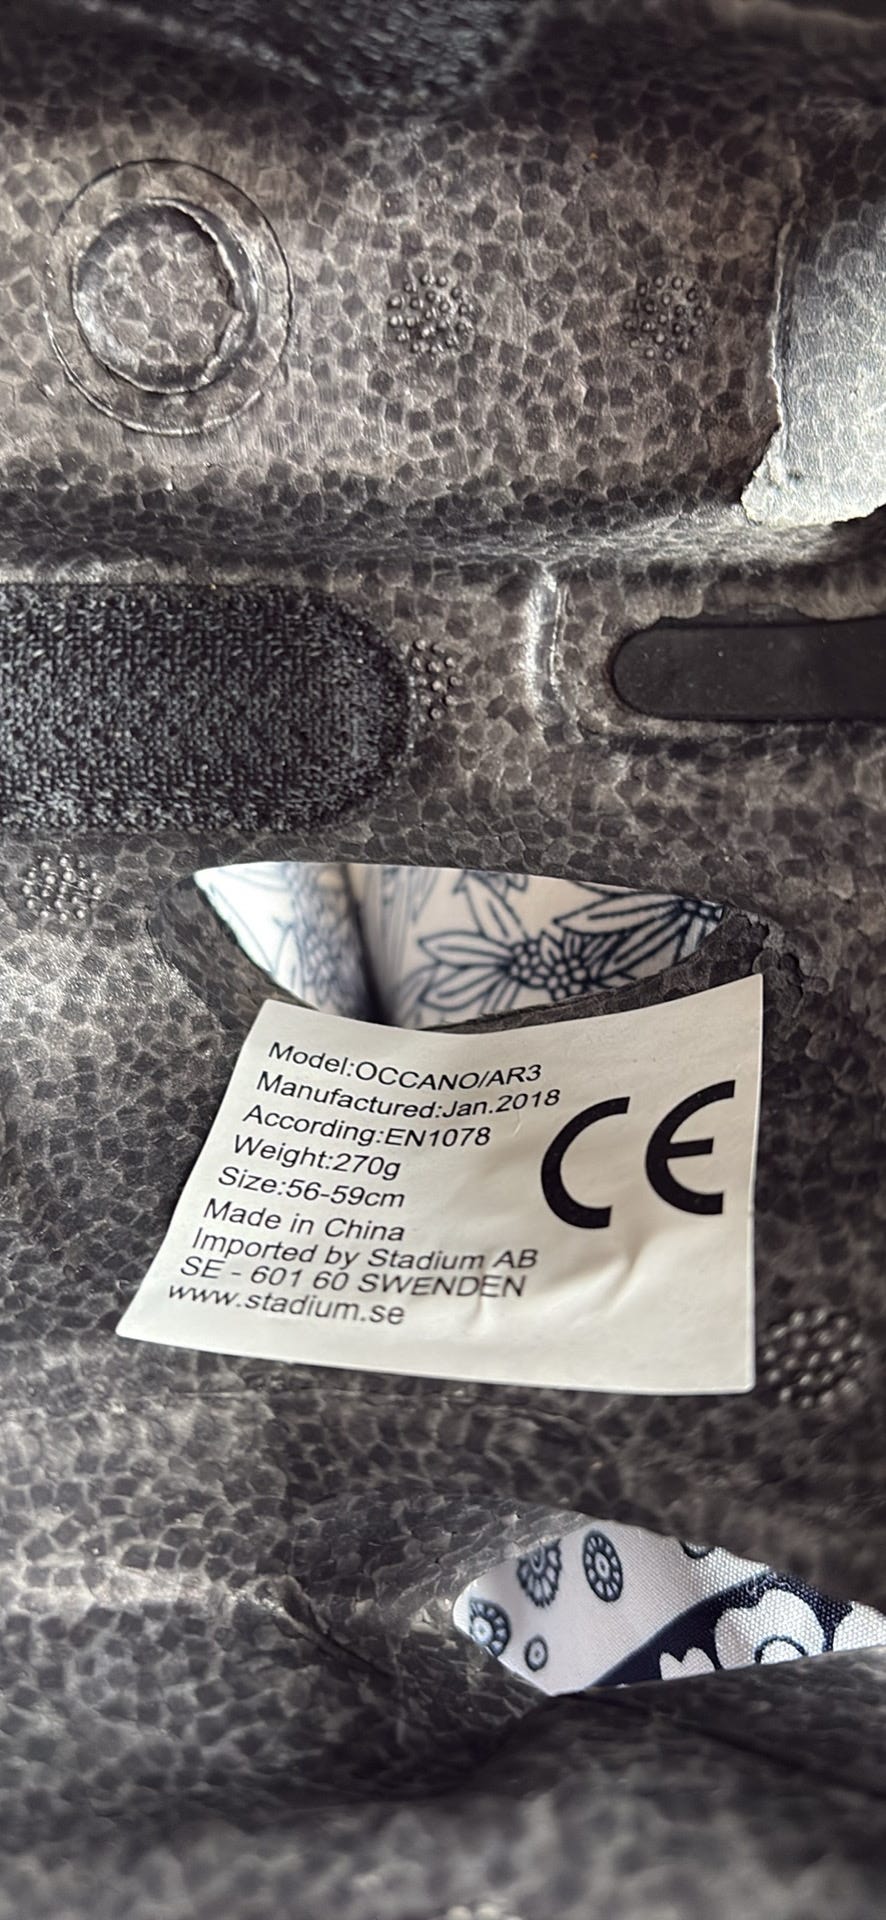 Model:OCCANO/AR3
Manufactured:Jan.2018
According:EN1078
Weight:270g
Size:56-59cm
Made in China
Imported by Stadium AB
SE - 601 60 SWENDEN
www.stadium.se
CE